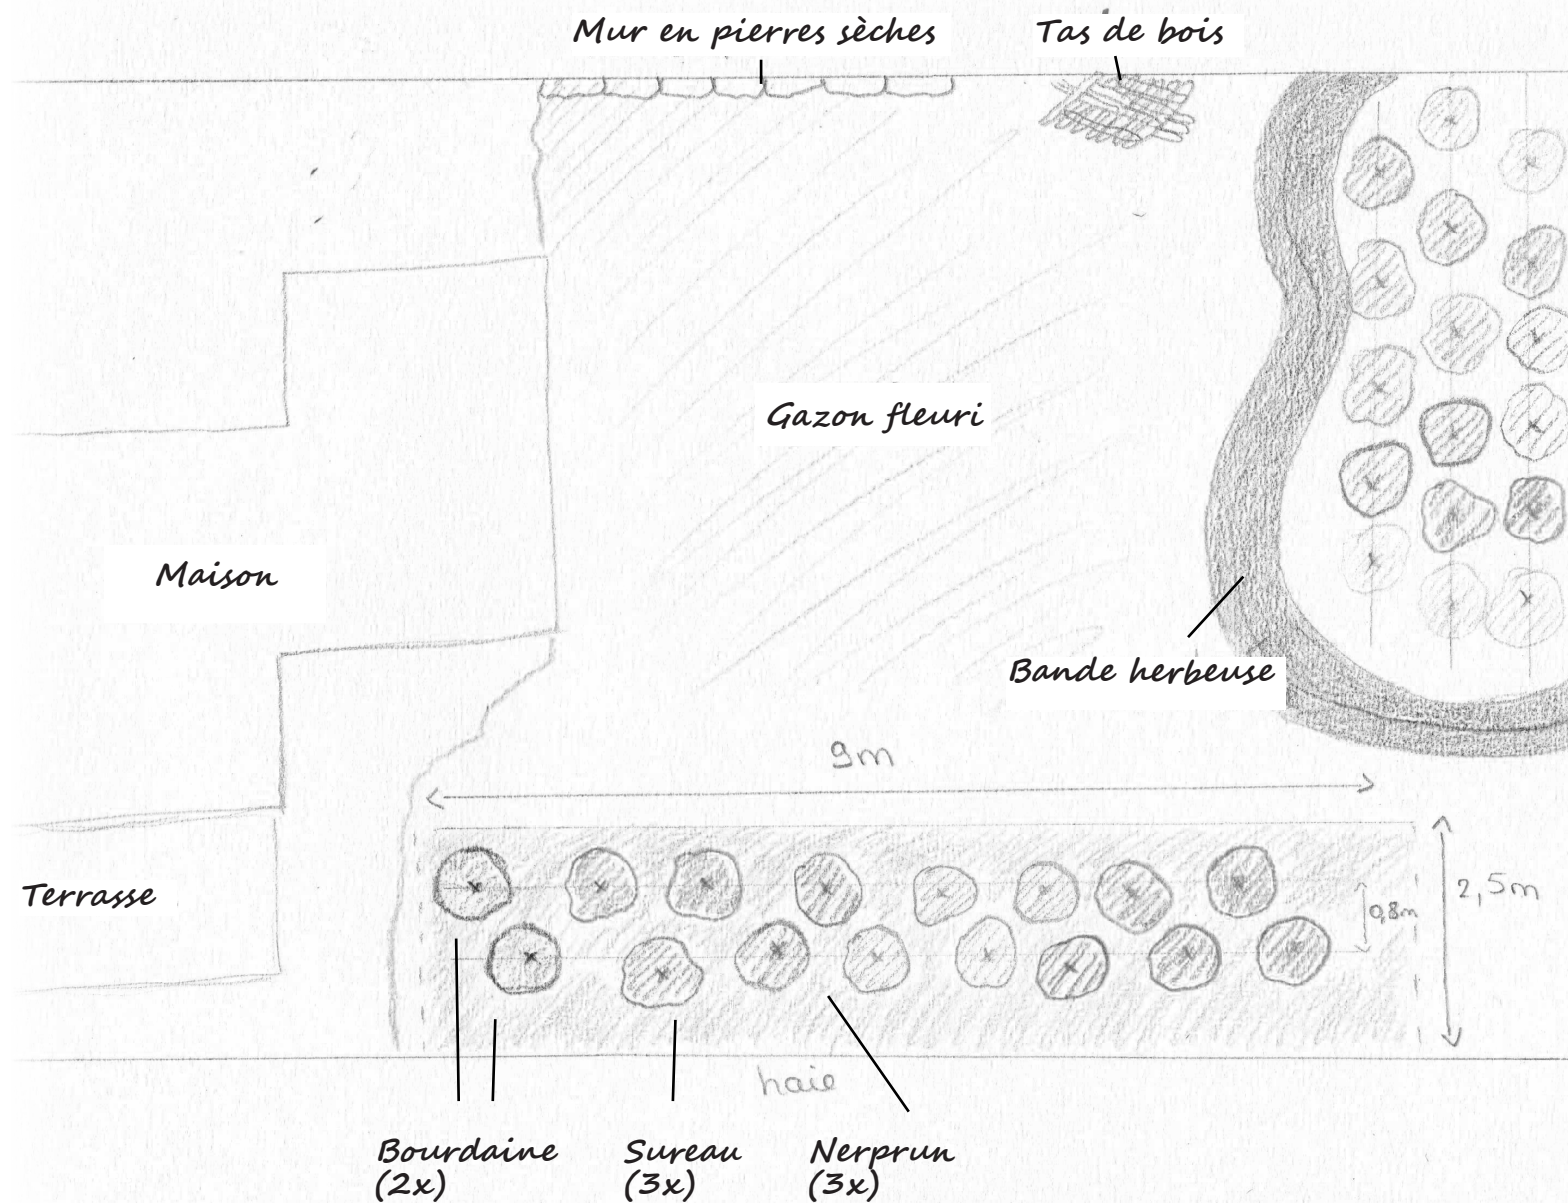 Mur en pierres sèches
Tas de bois
Gazon fleuri
Maison
Bande herbeuse
9m
Terrasse
0,8m
2,5m
haie
Bourdaine
(2x)
Sureau
(3x)
Nerprun
(3x)